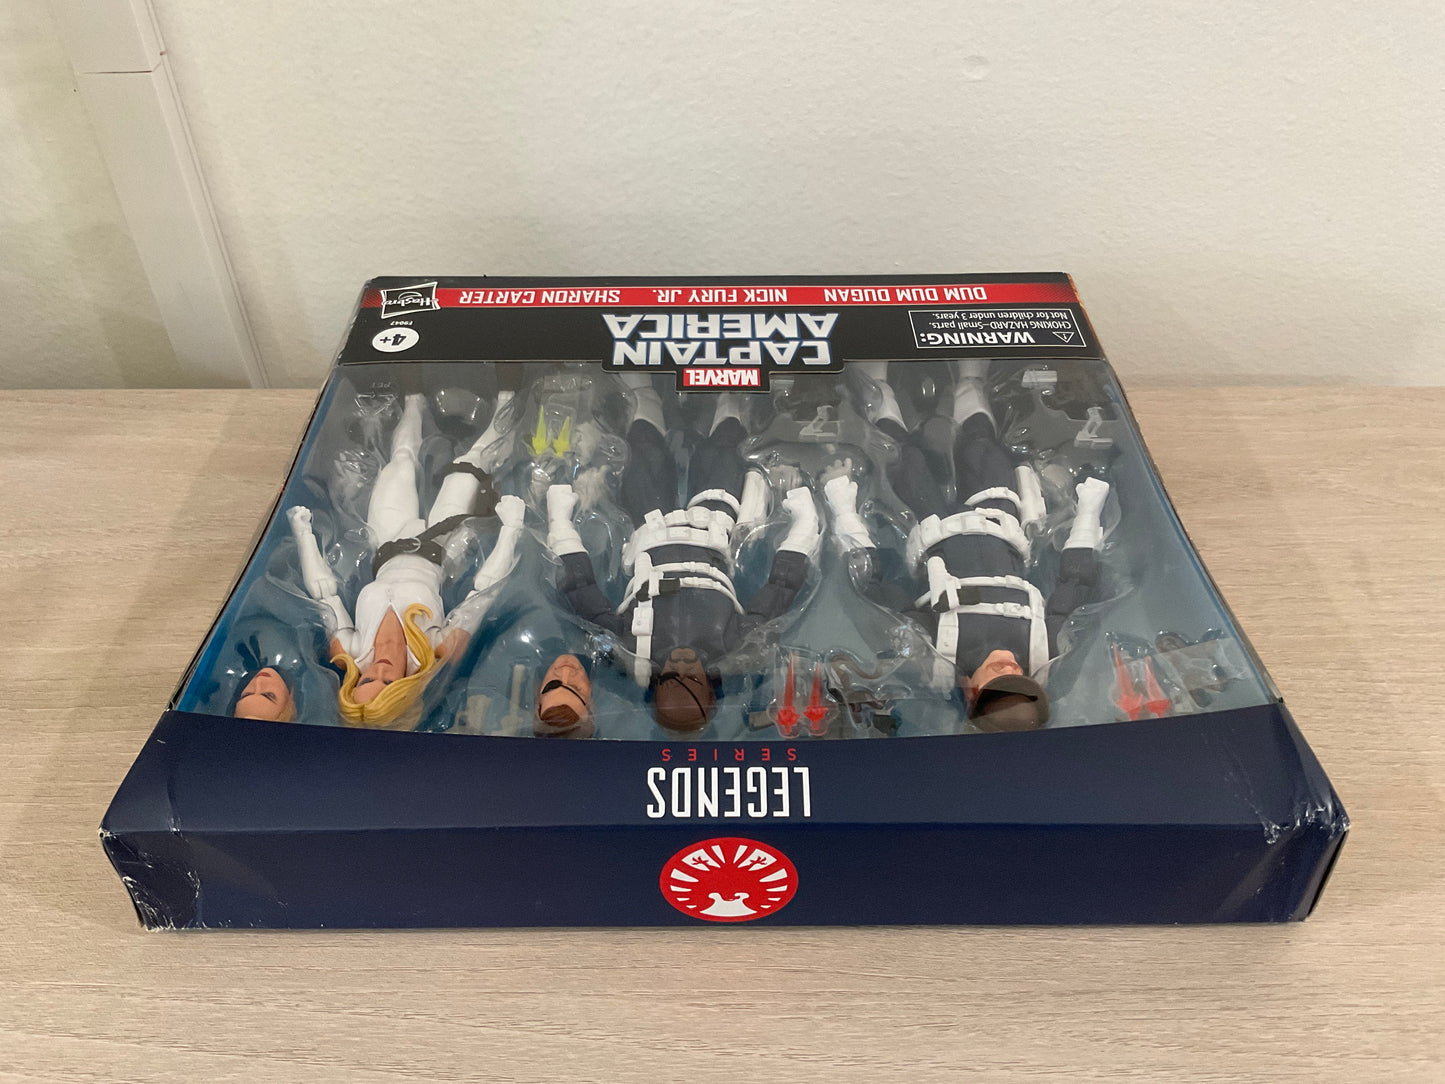 LEGENDS
SERIES
MARVEL
CAPTAIN
AMERICA
WARNING:
CHOKING HAZARD–Small parts.
Not for children under 3 years.
4+
F9047
DUM DUM DUGAN NICK FURY JR. SHARON CARTER
Hasbro
PET